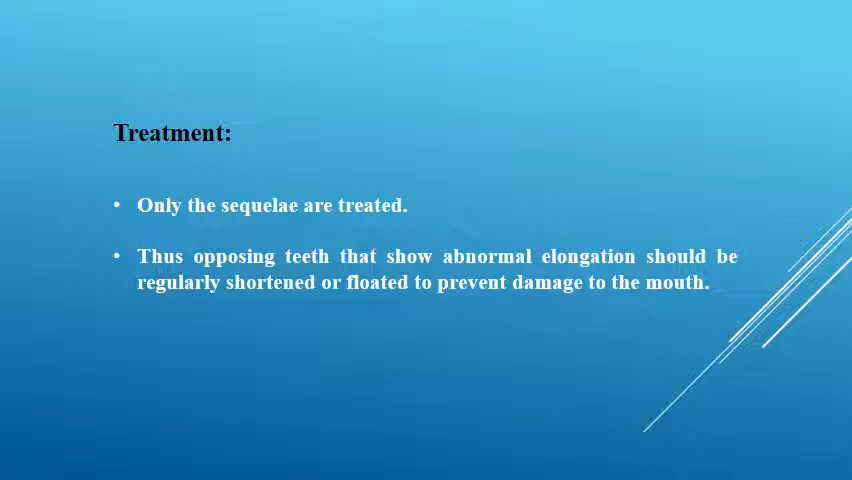 Treatment:
• Only the sequelae are treated.
• Thus opposing teeth that show abnormal elongation should be
regularly shortened or floated to prevent damage to the mouth.